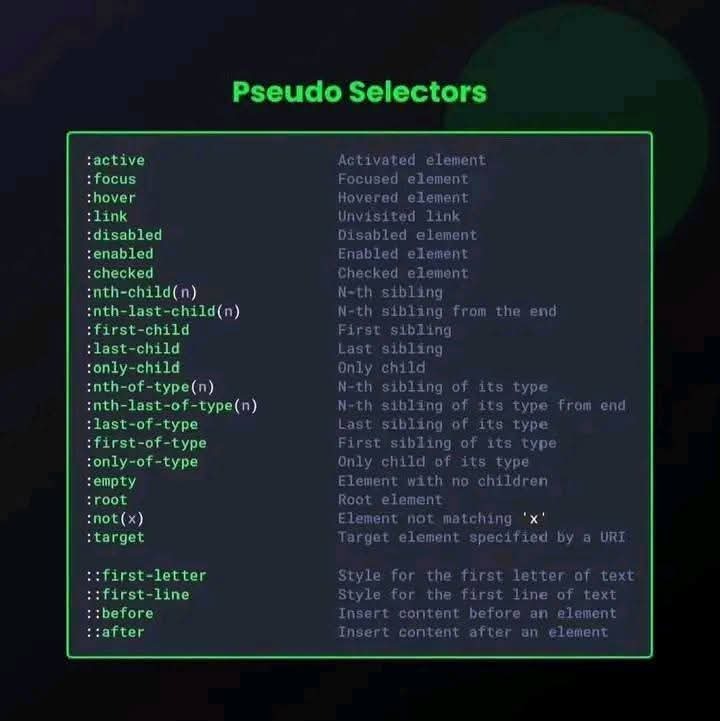 Pseudo Selectors
:active Activated element
:focus Focused element
:hover Hovered element
:link Unvisited link
:disabled Disabled element
:enabled Enabled element
:checked Checked element
:nth-child(n) N-th sibling
:nth-last-child(n) N-th sibling from the end
:first-child First sibling
:last-child Last sibling
:only-child Only child
:nth-of-type(n) N-th sibling of its type
:nth-last-of-type(n) N-th sibling of its type from end
:last-of-type Last sibling of its type
:first-of-type First sibling of its type
:only-of-type Only child of its type
:empty Element with no children
:root Root element
:not(x) Element not matching 'x'
:target Target element specified by a URI
::first-letter Style for the first letter of text
::first-line Style for the first line of text
::before Insert content before an element
::after Insert content after an element